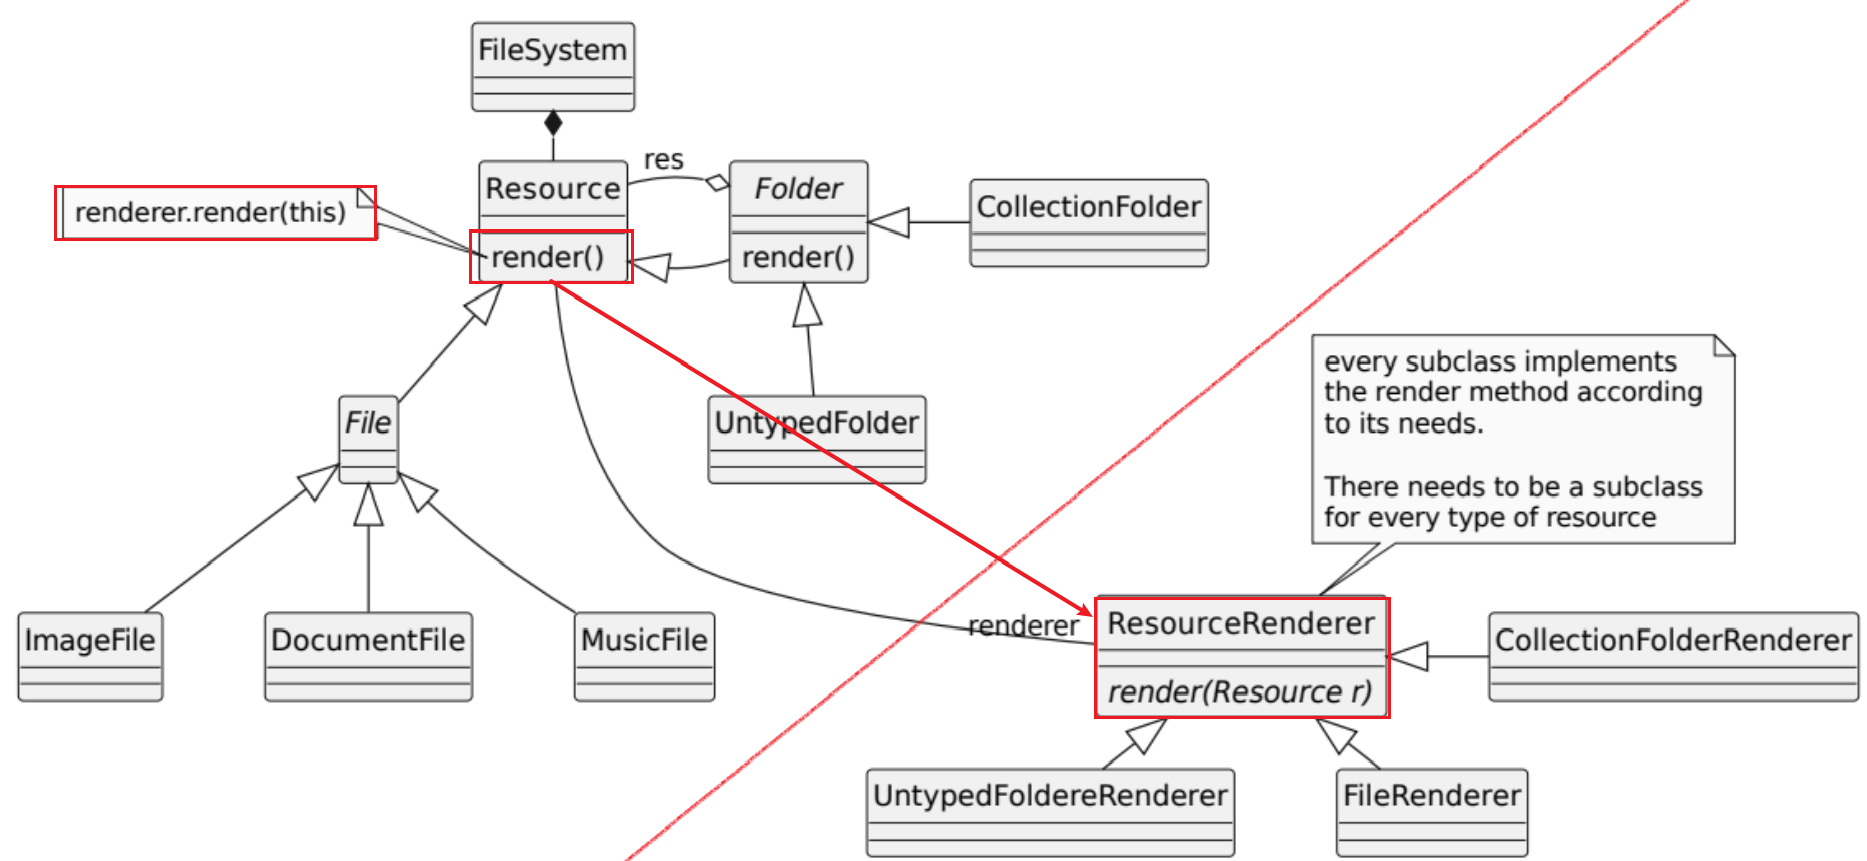 FileSystem
res
Resource
Folder
CollectionFolder
renderer.render(this)
render()
render()
every subclass implements
the render method according
to its needs.
There needs to be a subclass
for every type of resource
File
UntypedFolder
ImageFile
DocumentFile
MusicFile
renderer
ResourceRenderer
render(Resource r)
CollectionFolderRenderer
UntypedFoldereRenderer
FileRenderer